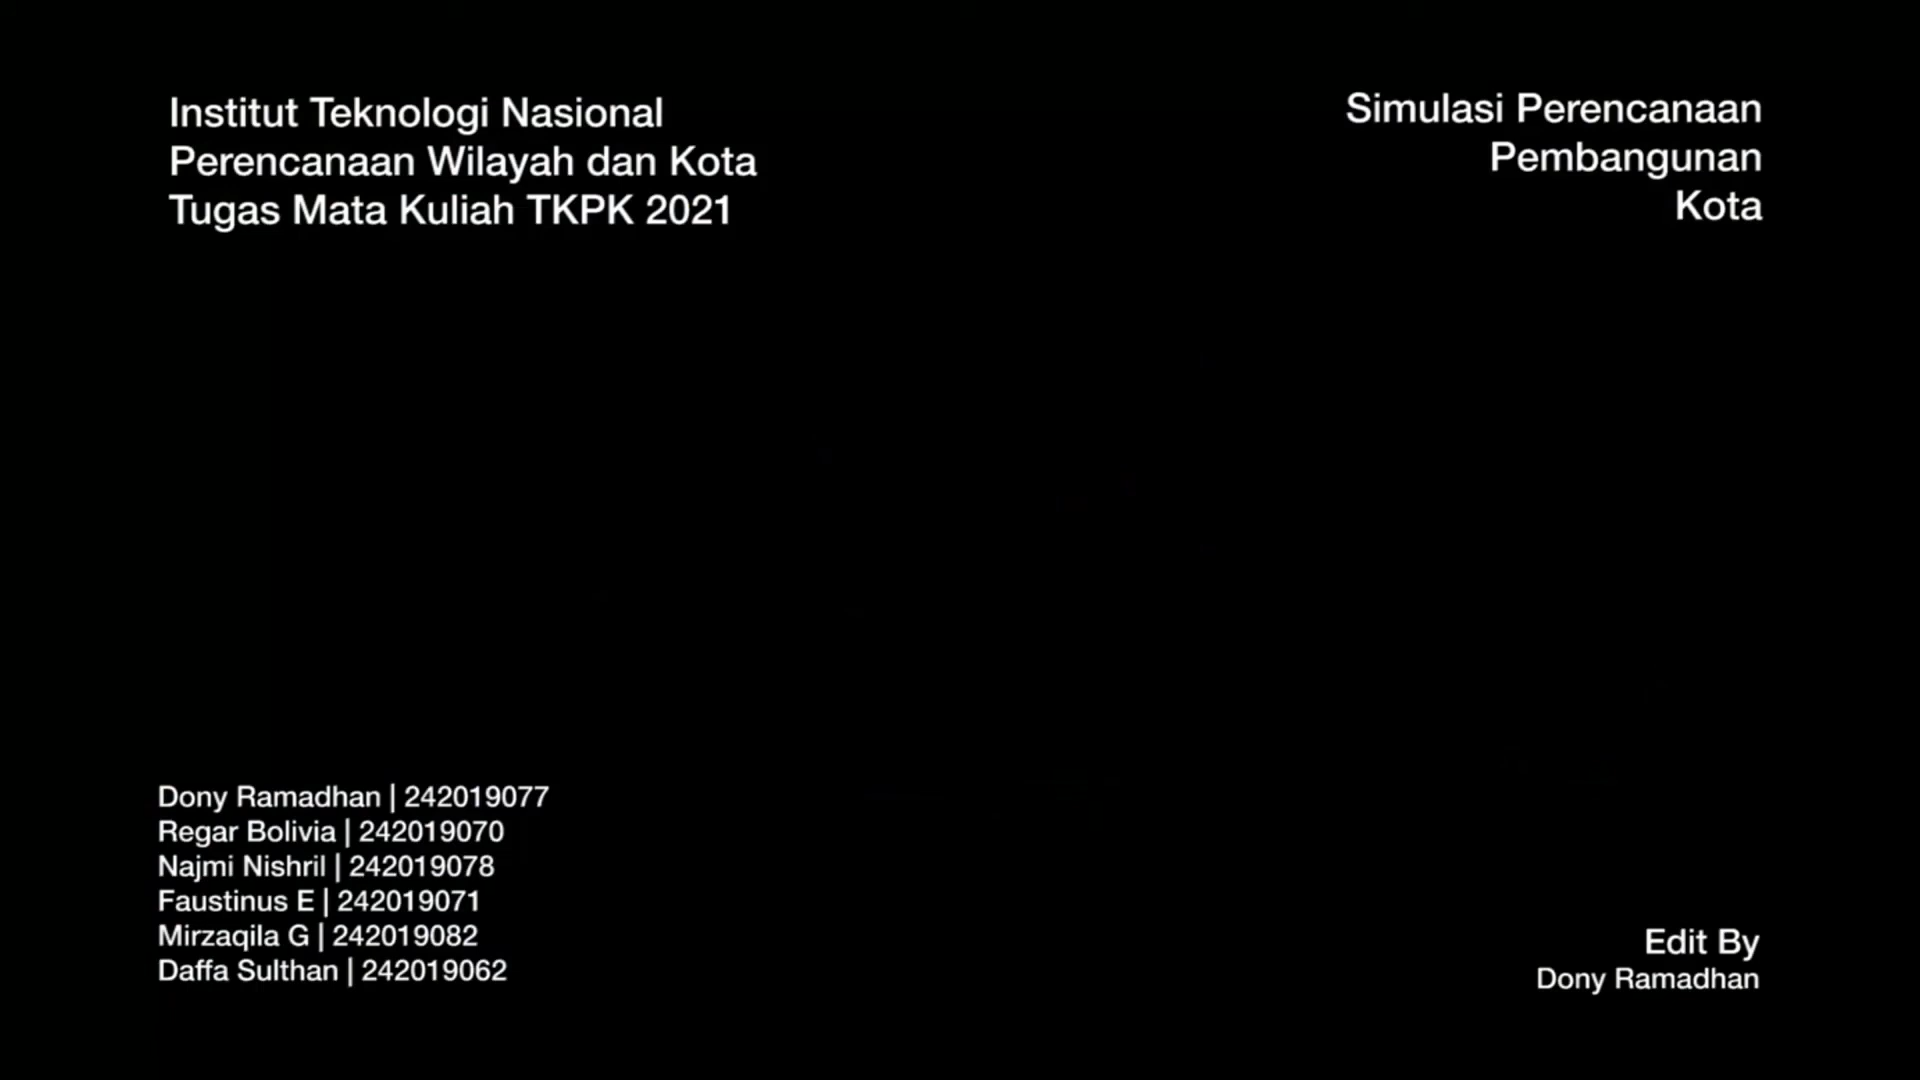 Institut Teknologi Nasional
Perencanaan Wilayah dan Kota
Tugas Mata Kuliah TKPK 2021
Simulasi Perencanaan
Pembangunan
Kota
Dony Ramadhan | 242019077
Regar Bolivia | 242019070
Najmi Nishril | 242019078
Faustinus E | 242019071
Mirzaqila G | 242019082
Daffa Sulthan | 242019062
Edit By
Dony Ramadhan